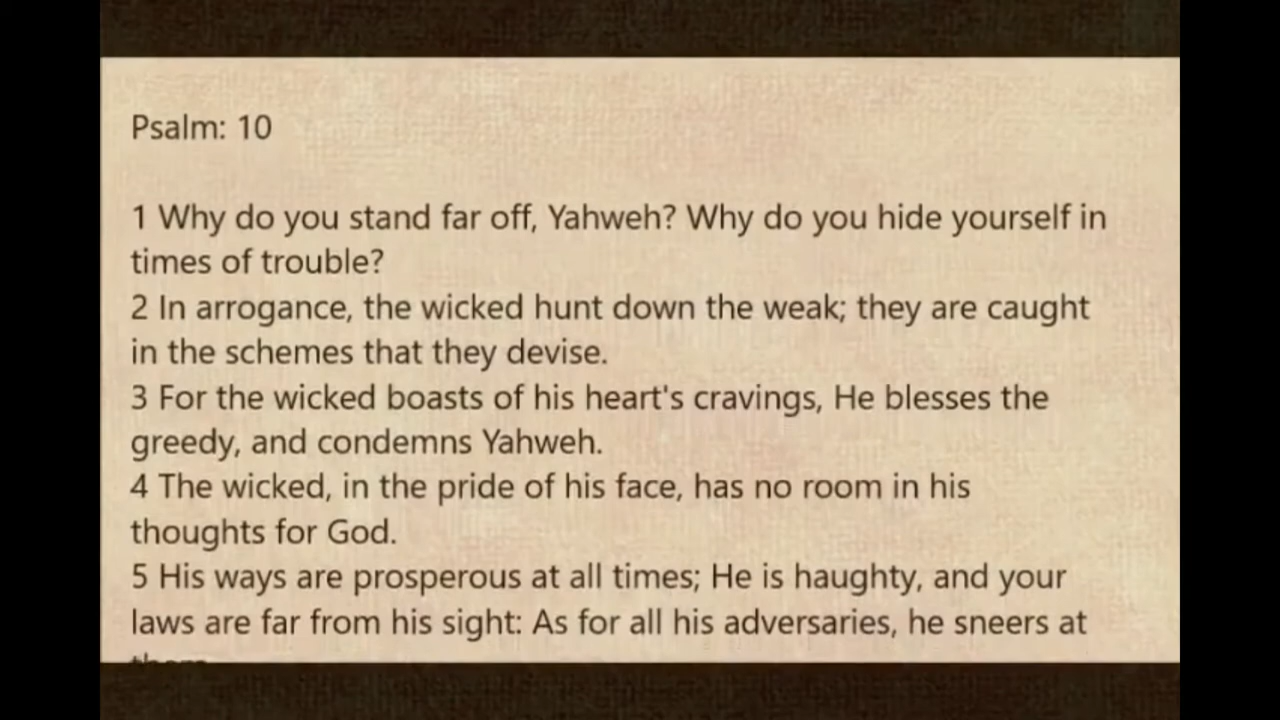 Psalm: 10
1 Why do you stand far off, Yahweh? Why do you hide yourself in
times of trouble?
2 In arrogance, the wicked hunt down the weak; they are caught
in the schemes that they devise.
3 For the wicked boasts of his heart's cravings, He blesses the
greedy, and condemns Yahweh.
4 The wicked, in the pride of his face, has no room in his
thoughts for God.
5 His ways are prosperous at all times; He is haughty, and your
laws are far from his sight: As for all his adversaries, he sneers at